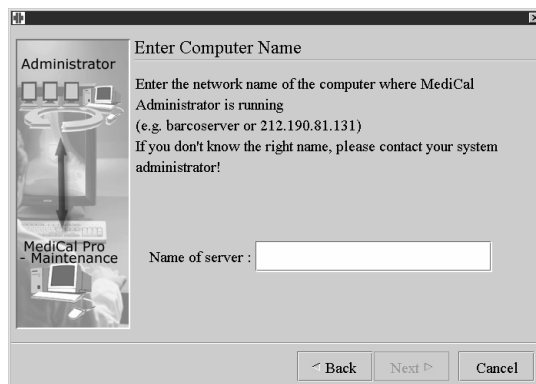 Administrator
MediCal Pro
- Maintenance
Enter Computer Name
Enter the network name of the computer where MediCal
Administrator is running
(e.g. barcoserver or 212.190.81.131)
If you don't know the right name, please contact your system
administrator!
Name of server :
Back
Next
Cancel